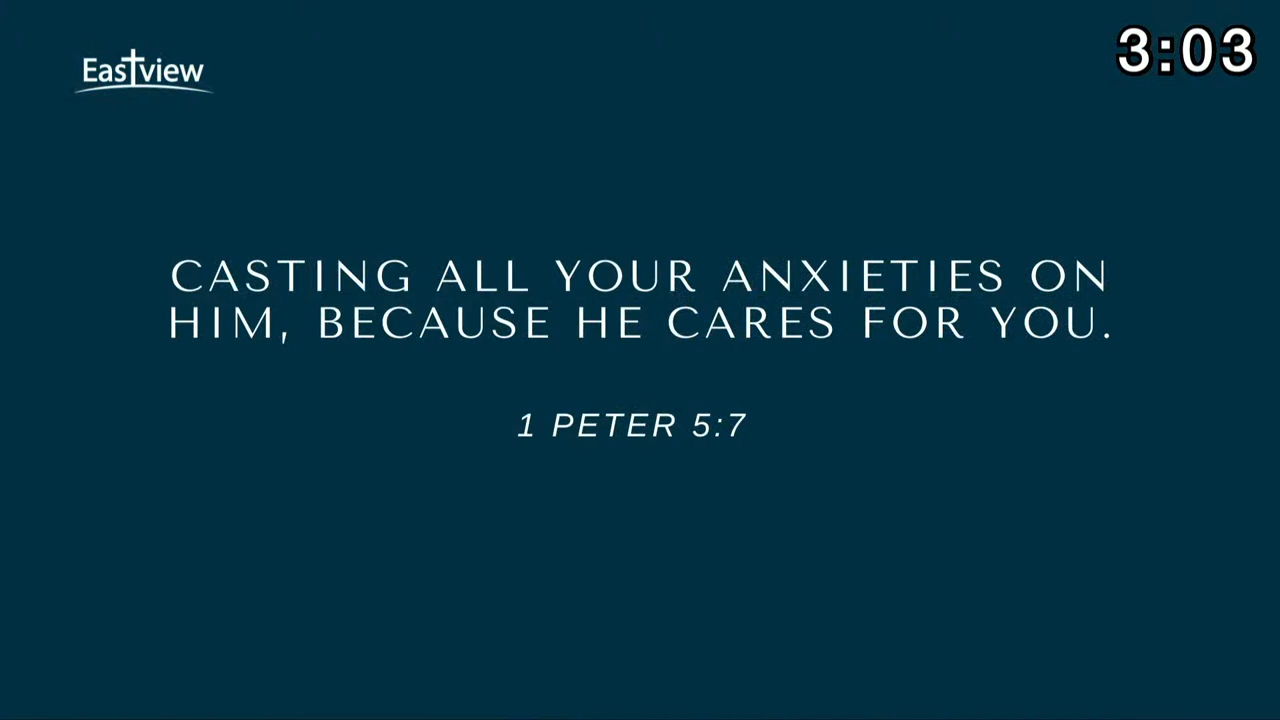 Eastview
3:03
CASTING ALL YOUR ANXIETIES ON
HIM, BECAUSE HE CARES FOR YOU.
1 PETER 5:7